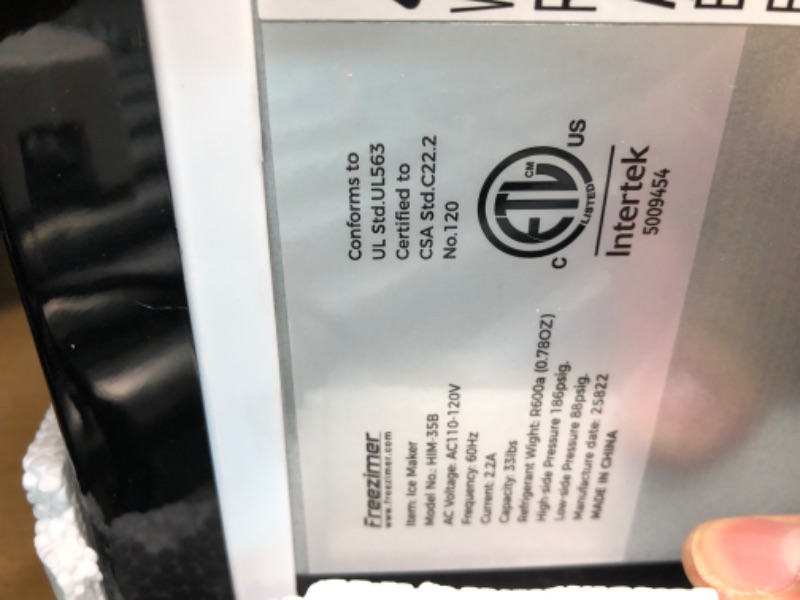 Freezimer
www.freezimer.com
Item: Ice Maker
Model No.: HIM-35B
AC Voltage: AC110-120V
Frequency: 60Hz
Current: 2.2A
Capacity: 33lbs
Refrigerant Wight: R600a (0.78OZ)
High-side Pressure 186psig.
Low-side Pressure 88psig.
Manufacture date: 25822
MADE IN CHINA
Conforms to
UL Std.UL563
Certified to
CSA Std.C22.2
No.120
ETL CM
LISTED
C US
Intertek
5009454